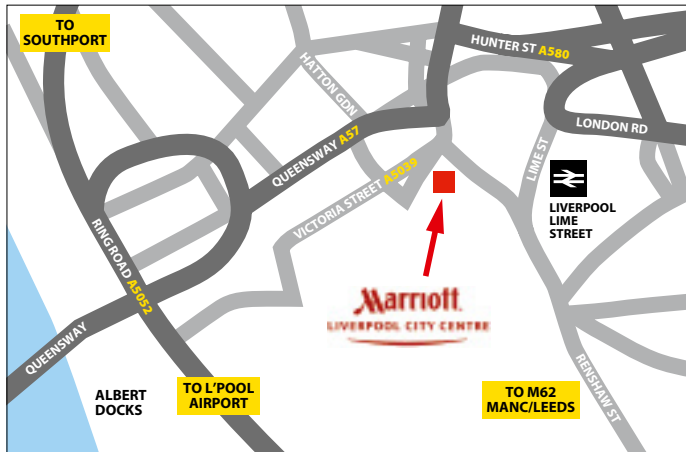 TO
SOUTHPORT
HUNTER ST A580
HATTON GDN
LONDON RD
QUEENSWAY A57
LIME ST
VICTORIA STREET A5039
LIVERPOOL
LIME
STREET
RING ROAD A5052
Marriott
LIVERPOOL CITY CENTRE
QUEENSWAY
ALBERT
DOCKS
TO L'POOL
AIRPORT
TO M62
MANC/LEEDS
RENSHAW ST